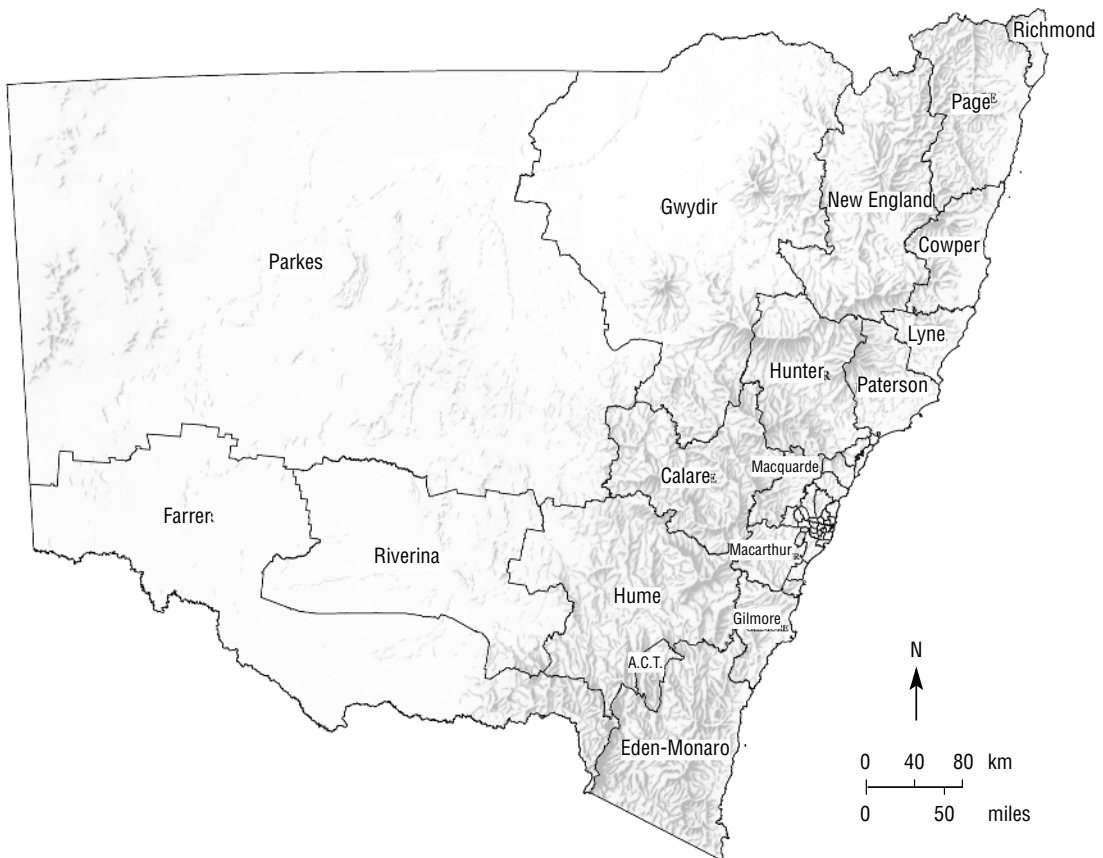 Richmond
Page
Gwydir
New England
Cowper
Parkes
Lyne
Hunter
Paterson
Macquarde
Calare
Farrer
Riverina
Macarthur
Hume
Gilmore
A.C.T.
N
Eden-Monaro
0 40 80 km
0 50 miles